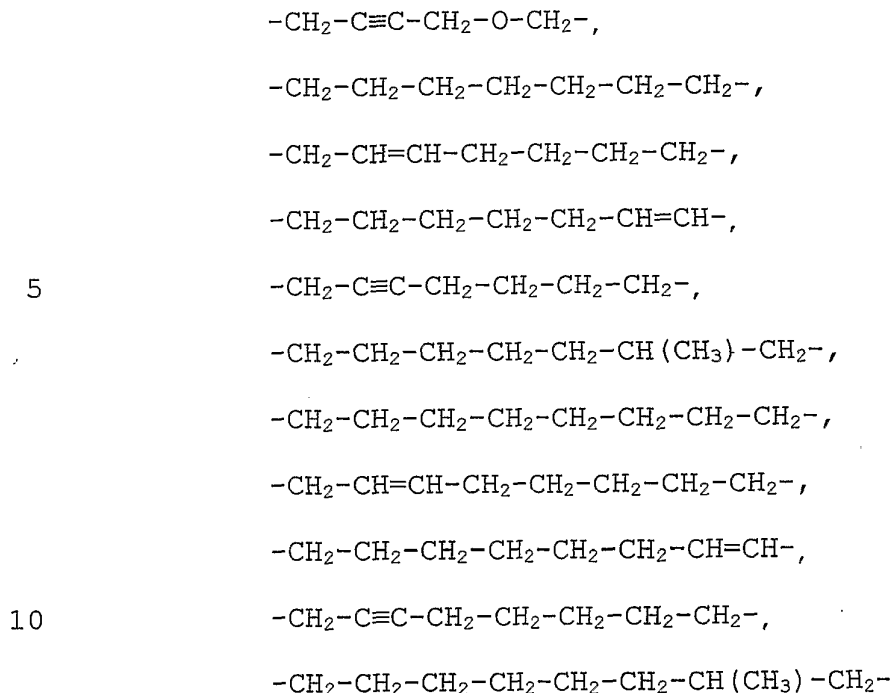 -CH₂-C≡C-CH₂-O-CH₂-,
-CH₂-CH₂-CH₂-CH₂-CH₂-CH₂-CH₂-,
-CH₂-CH=CH-CH₂-CH₂-CH₂-CH₂-,
-CH₂-CH₂-CH₂-CH₂-CH₂-CH=CH-,
5 -CH₂-C≡C-CH₂-CH₂-CH₂-CH₂-,
-CH₂-CH₂-CH₂-CH₂-CH₂-CH(CH₃)-CH₂-,
-CH₂-CH₂-CH₂-CH₂-CH₂-CH₂-CH₂-CH₂-,
-CH₂-CH=CH-CH₂-CH₂-CH₂-CH₂-CH₂-,
-CH₂-CH₂-CH₂-CH₂-CH₂-CH₂-CH=CH-,
10 -CH₂-C≡C-CH₂-CH₂-CH₂-CH₂-CH₂-,
-CH₂-CH₂-CH₂-CH₂-CH₂-CH₂-CH(CH₃)-CH₂-